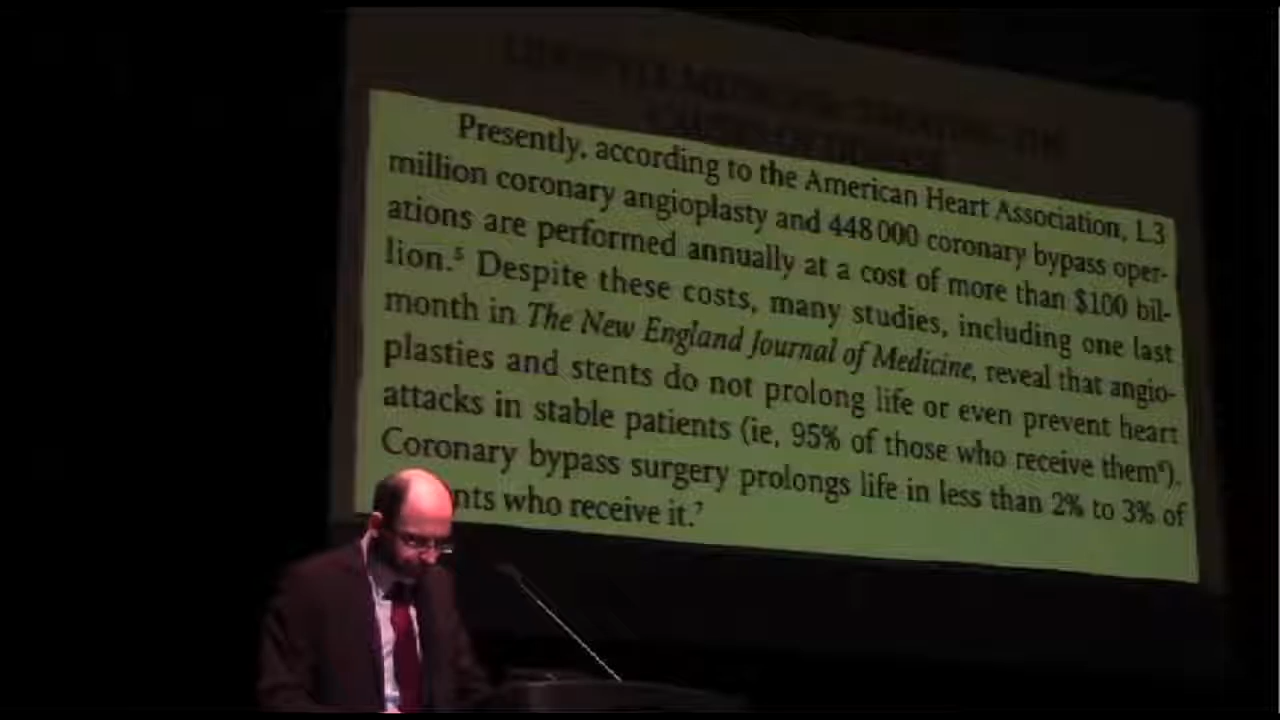 Presently, according to the American Heart Association, 1.3
million coronary angioplasty and 448 000 coronary bypass oper-
ations are performed annually at a cost of more than $100 bil-
lion.⁵ Despite these costs, many studies, including one last
month in The New England Journal of Medicine, reveal that angio-
plasties and stents do not prolong life or even prevent heart
attacks in stable patients (ie, 95% of those who receive them⁶).
Coronary bypass surgery prolongs life in less than 2% to 3% of
nts who receive it.⁷